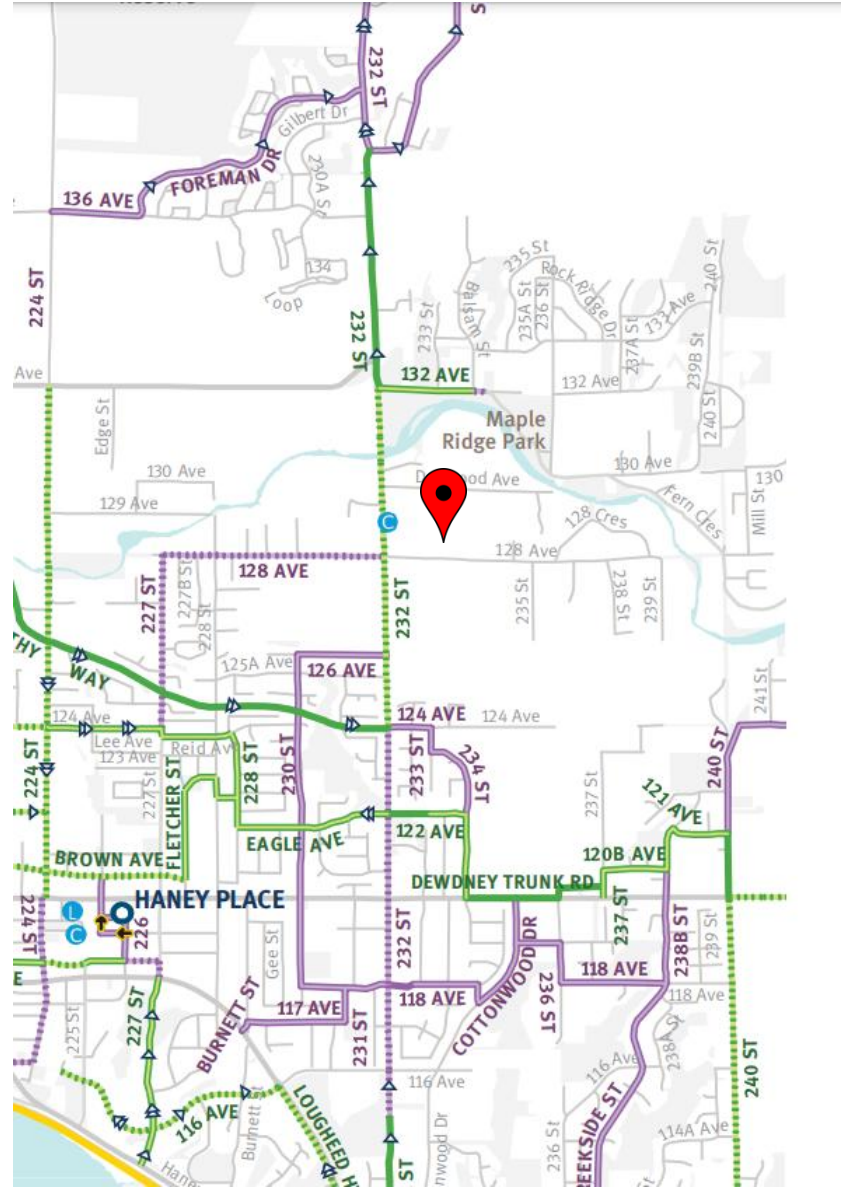 232 ST
S
Gilbert Dr
FOREMAN DR
230A St
136 AVE
134
Loop
224 ST
232 ST
235 St
Rock Ridge Dr
240 St
Balsam St
233 St
235A St
236 St
133 Ave
237A St
239B St
Ave
132 AVE
132 Ave
240 St
Edge St
Maple
Ridge Park
130 Ave
130 Ave
130
129 Ave
Fern Cres
Mill St
C
128 Cres
128 Ave
128 AVE
227 ST
227B St
228 St
232 ST
235 St
238 St
239 St
THY WAY
125A Ave
126 AVE
241 St
124 Ave
124 AVE
124 Ave
Lee Ave
Reid Av
123 Ave
224 ST
227 St
FLETCHER ST
228 ST
230 ST
233 ST
234 ST
240 ST
237 St
121 AVE
EAGLE AVE
122 AVE
BROWN AVE
120B AVE
DEWDNEY TRUNK RD
HANEY PLACE
L
C
224 ST
226
Gee St
232 ST
COTTONWOOD DR
237 ST
238B ST
239 St
236 ST
118 AVE
E
117 AVE
118 AVE
118 Ave
225 St
227 ST
BURNETT ST
231 ST
238A St
116 Ave
116 Ave
240 ST
116 AVE
Burnett St
LOUGHEED H
nwood Dr
236 St
REEKSIDE ST
114A Ave
Haney
ST